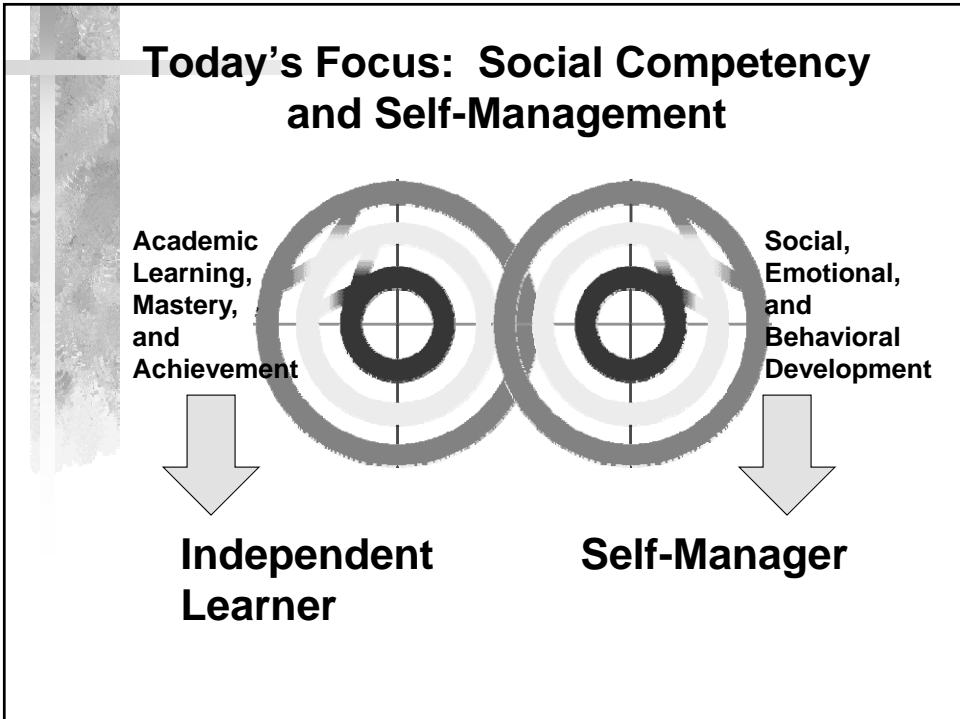 Today’s Focus:  Social Competency
and Self-Management
Academic
Learning,
Mastery,
and
Achievement
Social,
Emotional,
and
Behavioral
Development
Independent
Learner
Self-Manager